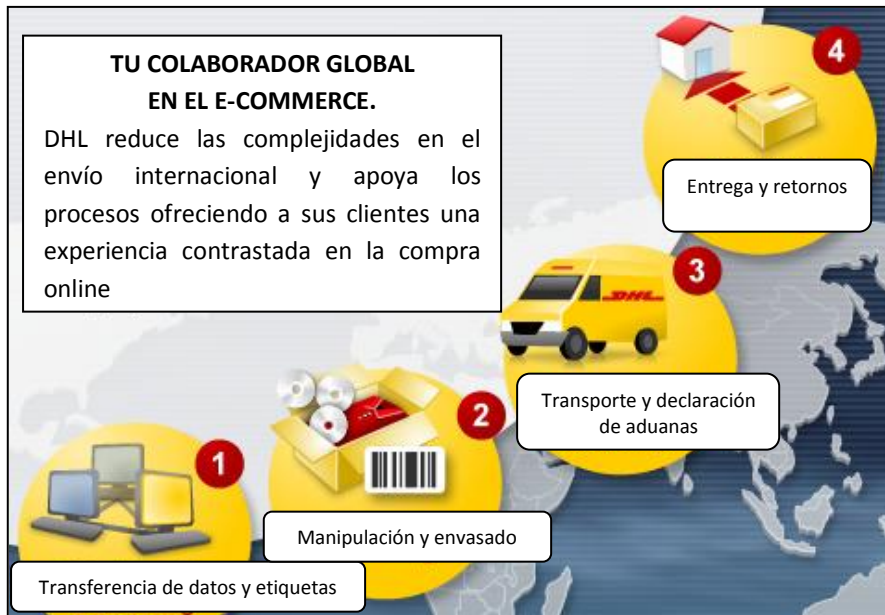 TU COLABORADOR GLOBAL
EN EL E-COMMERCE.
DHL reduce las complejidades en el
envío internacional y apoya los
procesos ofreciendo a sus clientes una
experiencia contrastada en la compra
online
4
Entrega y retornos
3
DHL
Transporte y declaración
de aduanas
2
Manipulación y envasado
1
Transferencia de datos y etiquetas